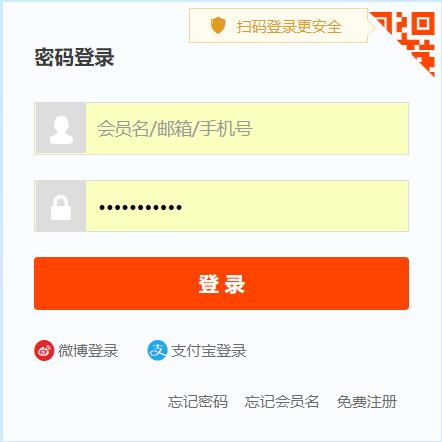 扫码登录更安全
密码登录
会员名/邮箱/手机号
•••••••••••
登 录
微博登录 支付宝登录
忘记密码 忘记会员名 免费注册